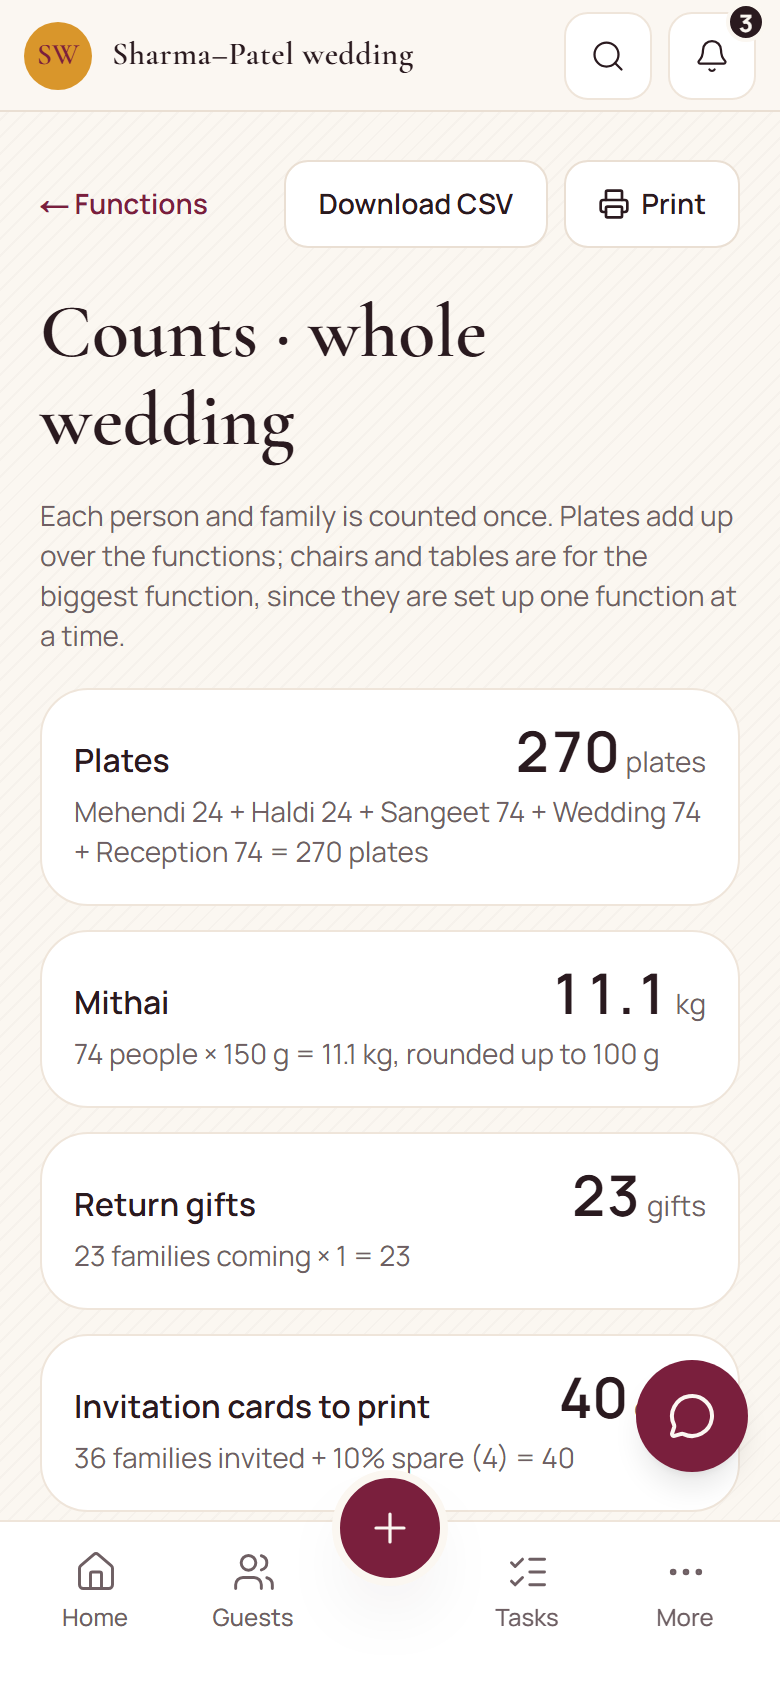 SW Sharma–Patel wedding 3
← Functions Download CSV Print
Counts · whole
wedding
Each person and family is counted once. Plates add up
over the functions; chairs and tables are for the
biggest function, since they are set up one function at
a time.
Plates 270 plates
Mehendi 24 + Haldi 24 + Sangeet 74 + Wedding 74
+ Reception 74 = 270 plates
Mithai 11.1 kg
74 people × 150 g = 11.1 kg, rounded up to 100 g
Return gifts 23 gifts
23 families coming × 1 = 23
Invitation cards to print 40
36 families invited + 10% spare (4) = 40
Home Guests Tasks More